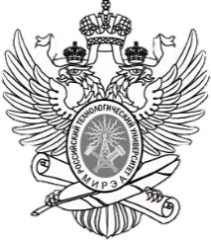 РОССИЙСКИЙ ТЕХНОЛОГИЧЕСКИЙ УНИВЕРСИТЕТ
МИРЭА